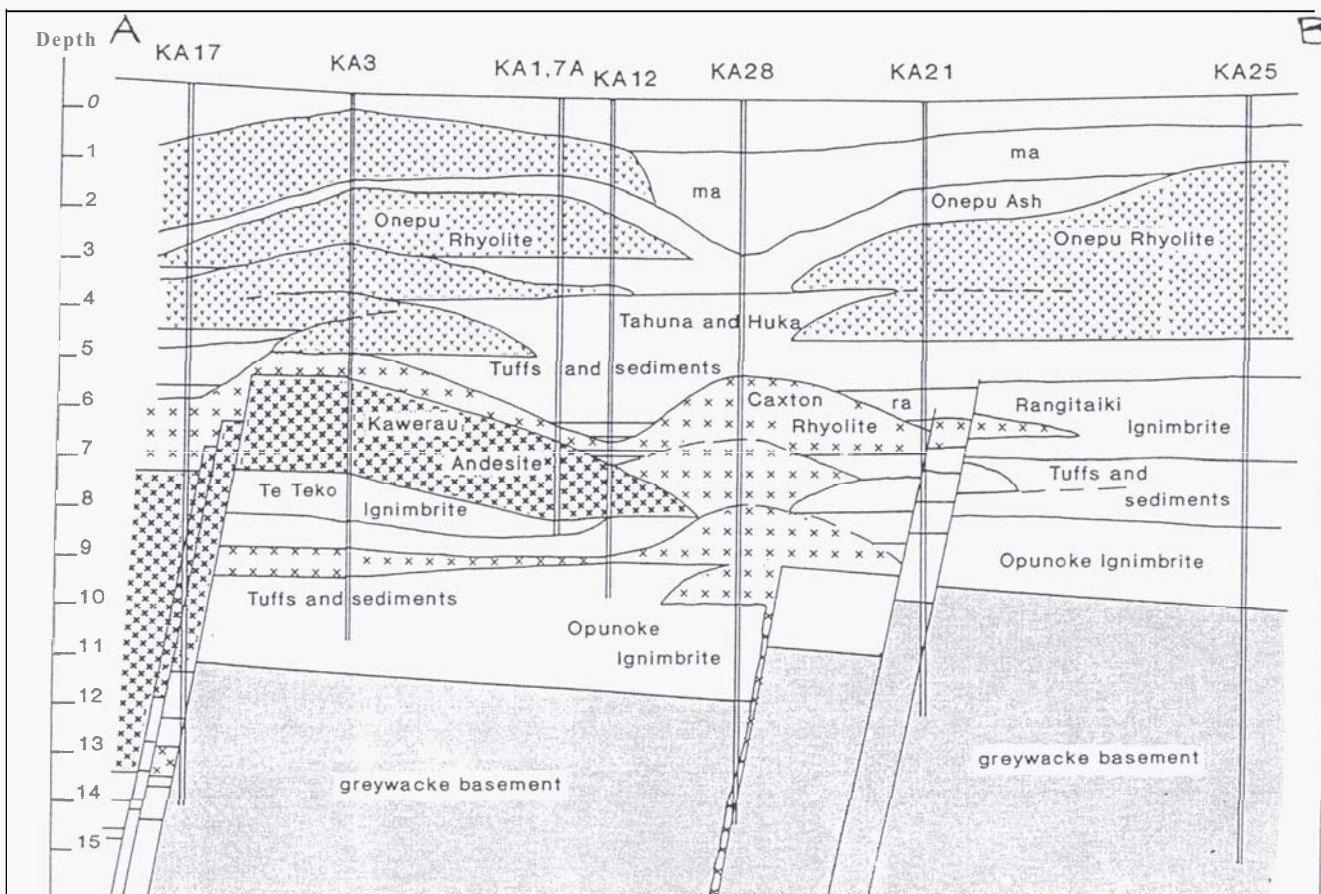 A
B
Depth
KA17
KA3
KA1,7A
KA12
KA28
KA21
KA25
0
1
2
3
4
5
6
7
8
9
10
11
12
13
14
15
ma
ma
Onepu Ash
Onepu
Rhyolite
Onepu Rhyolite
Tahuna and Huka
Tuffs and sediments
Caxton
Rhyolite
ra
Rangitaiki
Ignimbrite
Kawerau
Andesite
Te Teko
Ignimbrite
Tuffs and
sediments
Opunoke Ignimbrite
Tuffs and sediments
Opunoke
Ignimbrite
greywacke basement
greywacke basement